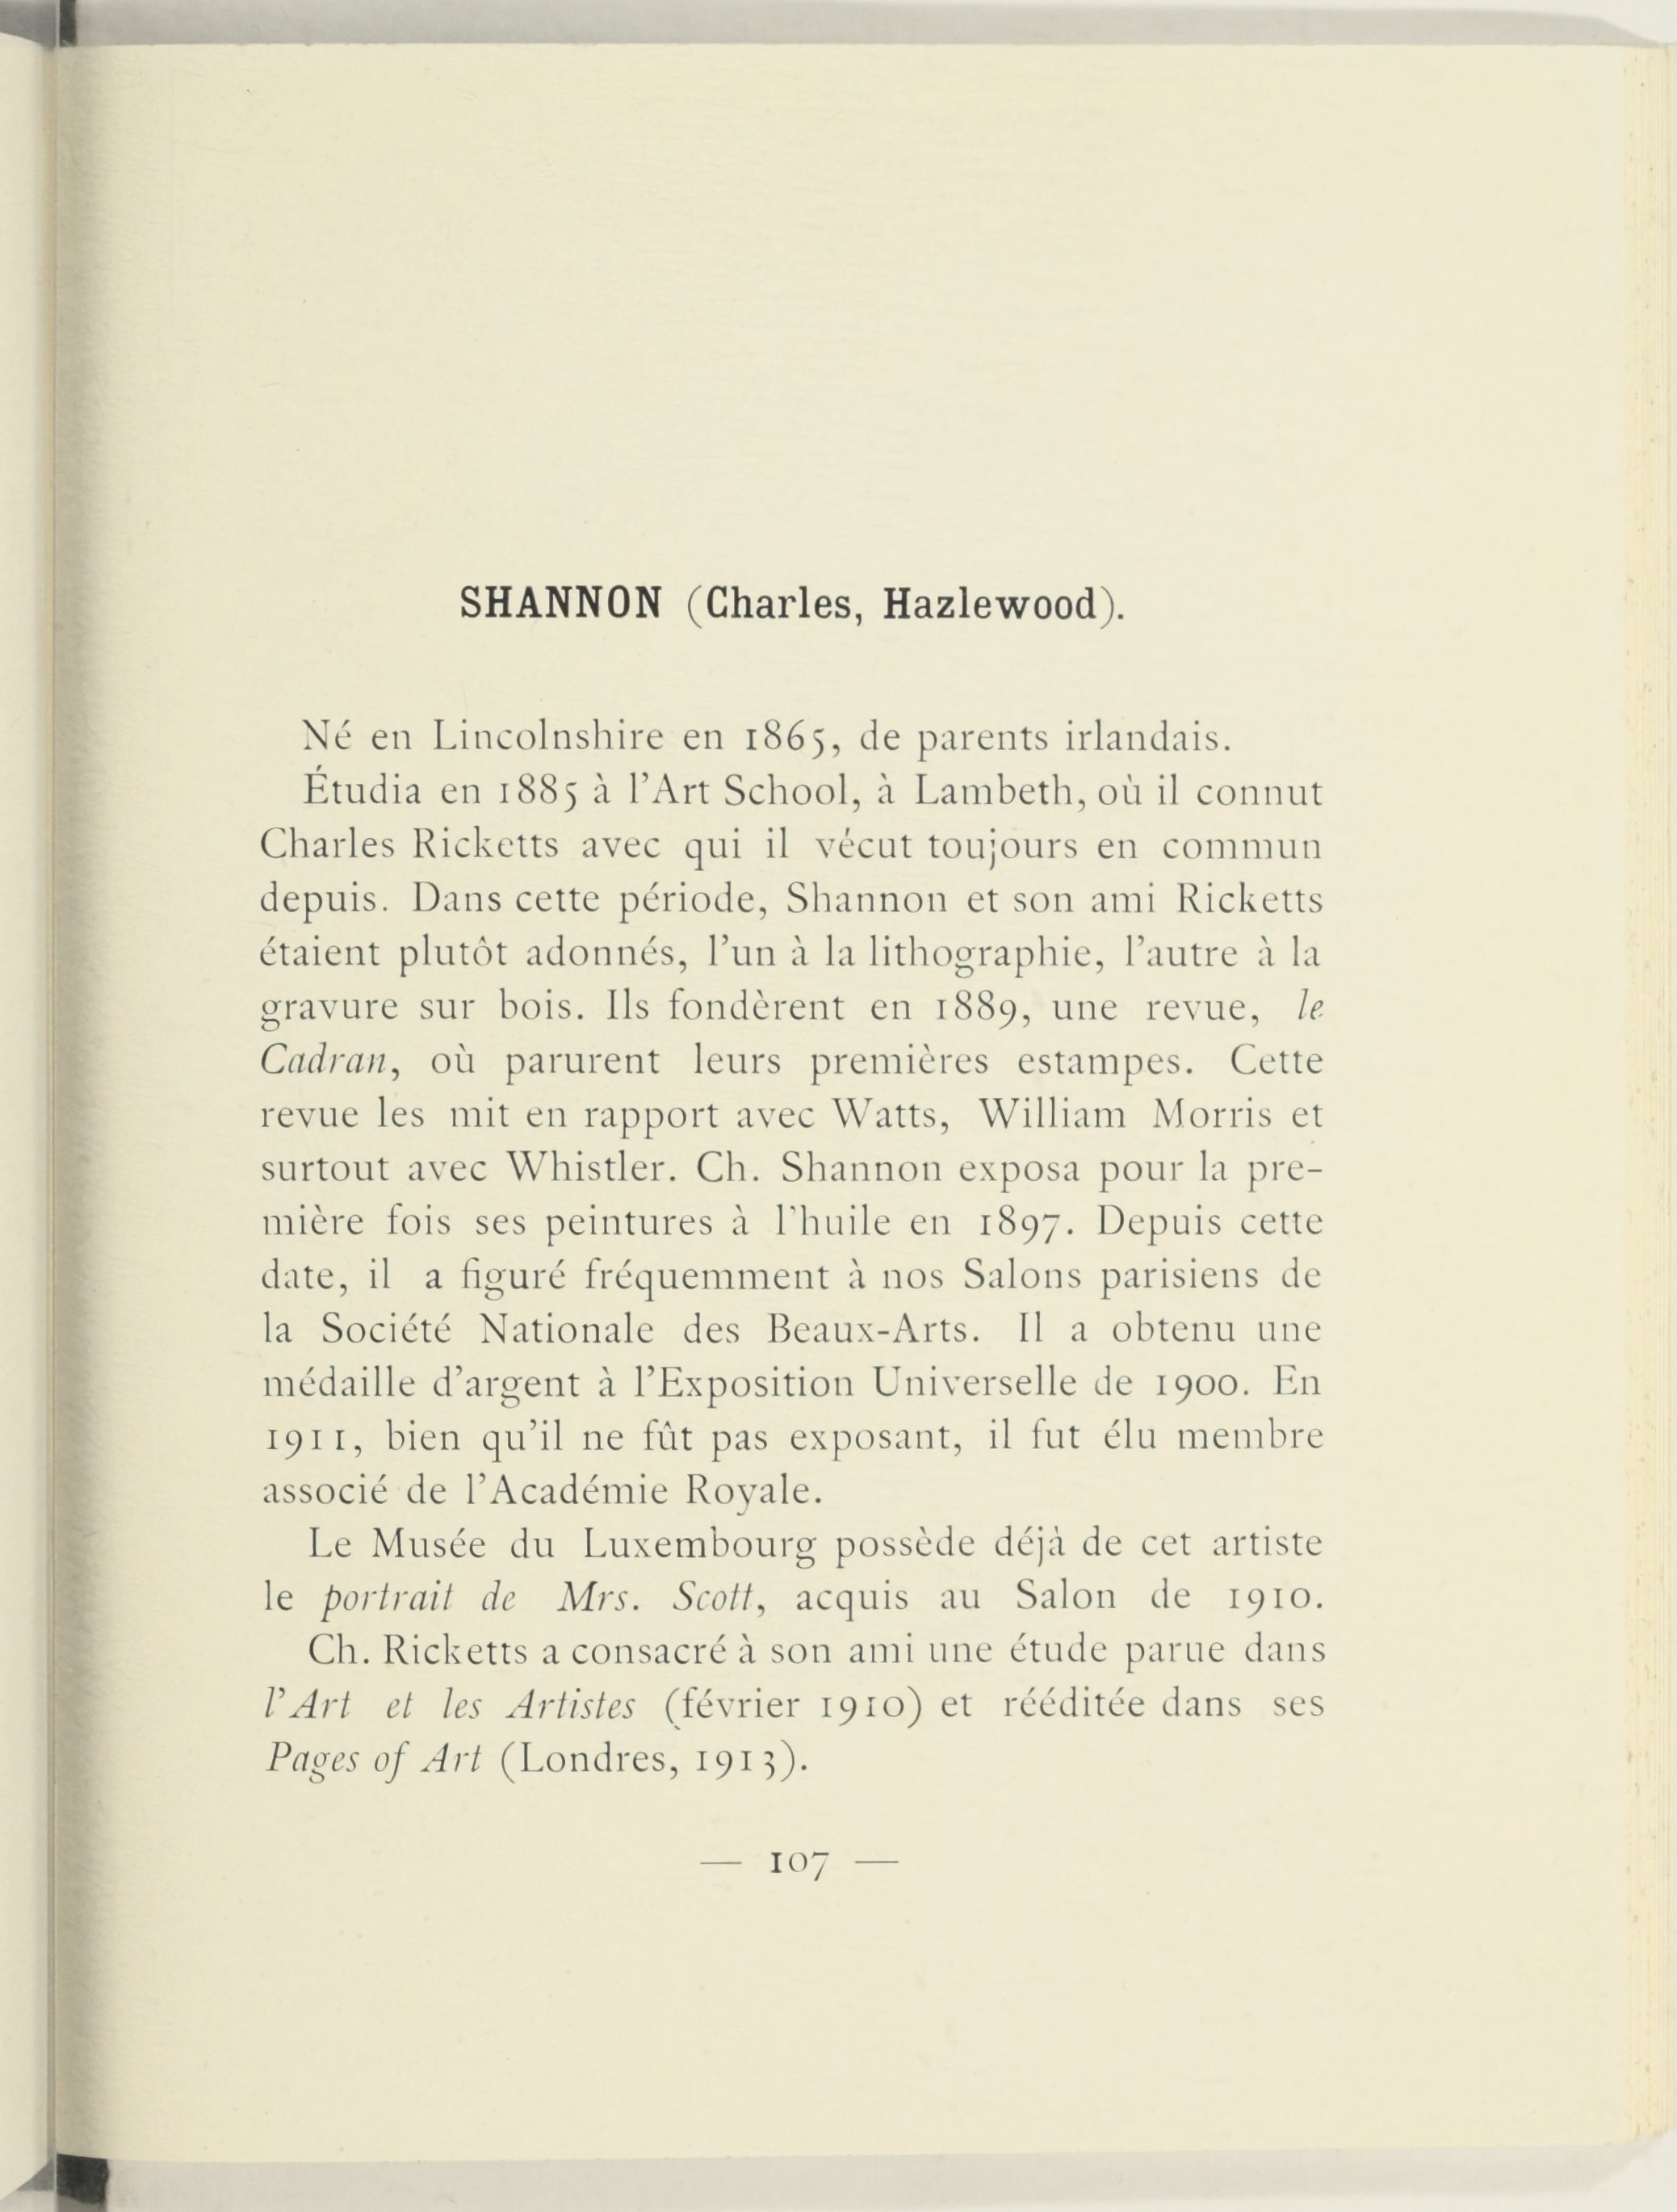 SHANNON (Charles, Hazlewood).
Né en Lincolnshire en 1865, de parents irlandais.
Étudia en 1885 à l'Art School, à Lambeth, où il connut
Charles Ricketts avec qui il vécut toujours en commun
depuis. Dans cette période, Shannon et son ami Ricketts
étaient plutôt adonnés, l'un à la lithographie, l'autre à la
gravure sur bois. Ils fondèrent en 1889, une revue, le
Cadran, où parurent leurs premières estampes. Cette
revue les mit en rapport avec Watts, William Morris et
surtout avec Whistler. Ch. Shannon exposa pour la pre-
mière fois ses peintures à l'huile en 1897. Depuis cette
date, il a figuré fréquemment à nos Salons parisiens de
la Société Nationale des Beaux-Arts. Il a obtenu une
médaille d'argent à l'Exposition Universelle de 1900. En
1911, bien qu'il ne fût pas exposant, il fut élu membre
associé de l'Académie Royale.
Le Musée du Luxembourg possède déjà de cet artiste
le portrait de Mrs. Scott, acquis au Salon de 1910.
Ch. Ricketts a consacré à son ami une étude parue dans
l'Art et les Artistes (février 1910) et rééditée dans ses
Pages of Art (Londres, 1913).
— 107 —